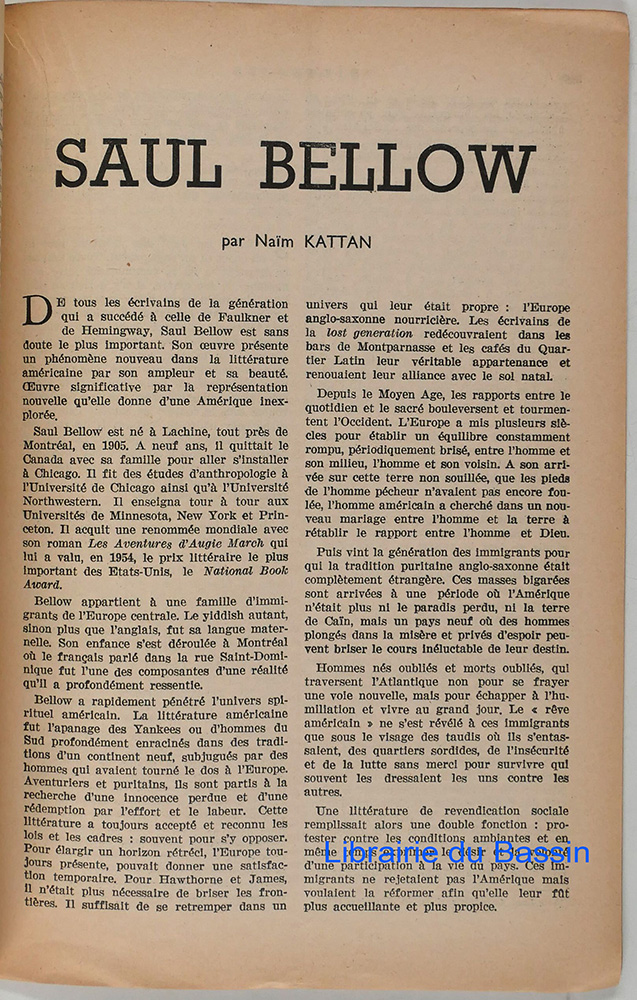 SAUL BELLOW
par Naïm KATTAN
DE tous les écrivains de la génération
qui a succédé à celle de Faulkner et
de Hemingway, Saul Bellow est sans
doute le plus important. Son œuvre présente
un phénomène nouveau dans la littérature
américaine par son ampleur et sa beauté.
Œuvre significative par la représentation
nouvelle qu'elle donne d'une Amérique inex-
plorée.
Saul Bellow est né à Lachine, tout près de
Montréal, en 1905. A neuf ans, il quittait le
Canada avec sa famille pour aller s'installer
à Chicago. Il fit des études d'anthropologie à
l'Université de Chicago ainsi qu'à l'Université
Northwestern. Il enseigna tour à tour aux
Universités de Minnesota, New York et Prin-
ceton. Il acquit une renommée mondiale avec
son roman Les Aventures d'Augie March qui
lui a valu, en 1954, le prix littéraire le plus
important des Etats-Unis, le National Book
Award.
Bellow appartient à une famille d'immi-
grants de l'Europe centrale. Le yiddish autant,
sinon plus que l'anglais, fut sa langue mater-
nelle. Son enfance s'est déroulée à Montréal
où le français parlé dans la rue Saint-Domi-
nique fut l'une des composantes d'une réalité
qu'il a profondément ressentie.
Bellow a rapidement pénétré l'univers spi-
rituel américain. La littérature américaine
fut l'apanage des Yankees ou d'hommes du
Sud profondément enracinés dans des tradi-
tions d'un continent neuf, subjugués par des
hommes qui avaient tourné le dos à l'Europe.
Aventuriers et puritains, ils sont partis à la
recherche d'une innocence perdue et d'une
rédemption par l'effort et le labeur. Cette
littérature a toujours accepté et reconnu les
lois et les cadres : souvent pour s'y opposer.
Pour élargir un horizon rétréci, l'Europe tou-
jours présente, pouvait donner une satisfac-
tion temporaire. Pour Hawthorne et James,
il n'était plus nécessaire de briser les fron-
tières. Il suffisait de se retremper dans un
univers qui leur était propre : l'Europe
anglo-saxonne nourricière. Les écrivains de
la lost generation redécouvraient dans les
bars de Montparnasse et les cafés du Quar-
tier Latin leur véritable appartenance et
renouaient leur alliance avec le sol natal.
Depuis le Moyen Age, les rapports entre le
quotidien et le sacré bouleversent et tourmen-
tent l'Occident. L'Europe a mis plusieurs siè-
cles pour établir un équilibre constamment
rompu, périodiquement brisé, entre l'homme et
son milieu, l'homme et son voisin. A son arri-
vée sur cette terre non souillée, que les pieds
de l'homme pécheur n'avaient pas encore fou-
lée, l'homme américain a cherché dans un nou-
veau mariage entre l'homme et la terre à
rétablir le rapport entre l'homme et Dieu.
Puis vint la génération des immigrants pour
qui la tradition puritaine anglo-saxonne était
complètement étrangère. Ces masses bigarées
sont arrivées à une période où l'Amérique
n'était plus ni le paradis perdu, ni la terre
de Caïn, mais un pays neuf où des hommes
plongés dans la misère et privés d'espoir peu-
vent briser le cours inéluctable de leur destin.
Hommes nés oubliés et morts oubliés, qui
traversent l'Atlantique non pour se frayer
une voie nouvelle, mais pour échapper à l'hu-
miliation et vivre au grand jour. Le « rêve
américain » ne s'est révélé à ces immigrants
que sous le visage des taudis où ils s'entas-
saient, des quartiers sordides, de l'insécurité
et de la lutte sans merci pour survivre qui
souvent les dressaient les uns contre les
autres.
Une littérature de revendication sociale
remplissait alors une double fonction : pro-
tester contre les conditions ambiantes et en
d'une participation à la vie du pays. Ces im-
migrants ne rejetaient pas l'Amérique mais
voulaient la réformer afin qu'elle leur fût
plus accueillante et plus propice.
Librairie du Bassin